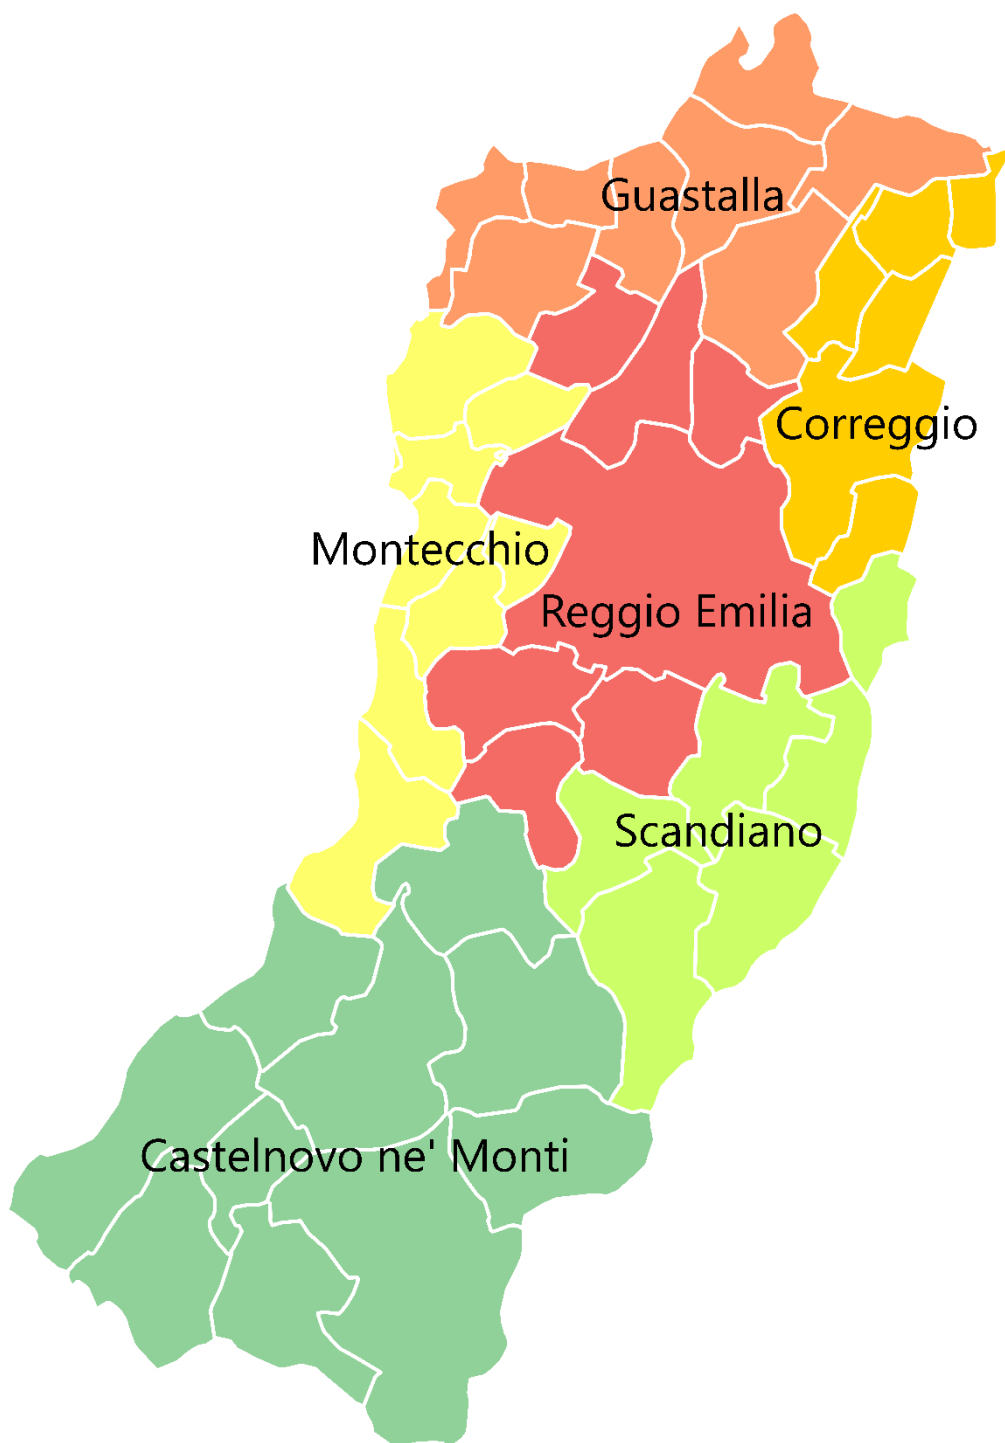 Guastalla
Correggio
Montecchio
Reggio Emilia
Scandiano
Castelnovo ne' Monti